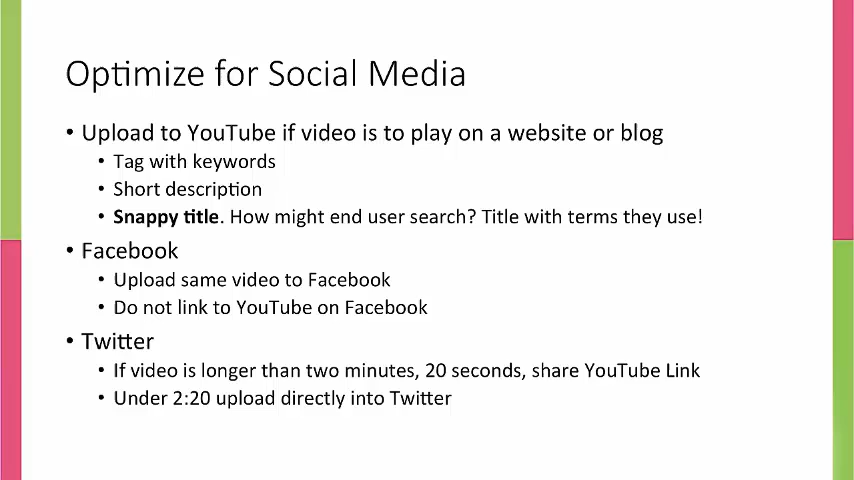 Optimize for Social Media
• Upload to YouTube if video is to play on a website or blog
• Tag with keywords
• Short description
• Snappy title. How might end user search? Title with terms they use!
• Facebook
• Upload same video to Facebook
• Do not link to YouTube on Facebook
• Twitter
• If video is longer than two minutes, 20 seconds, share YouTube Link
• Under 2:20 upload directly into Twitter